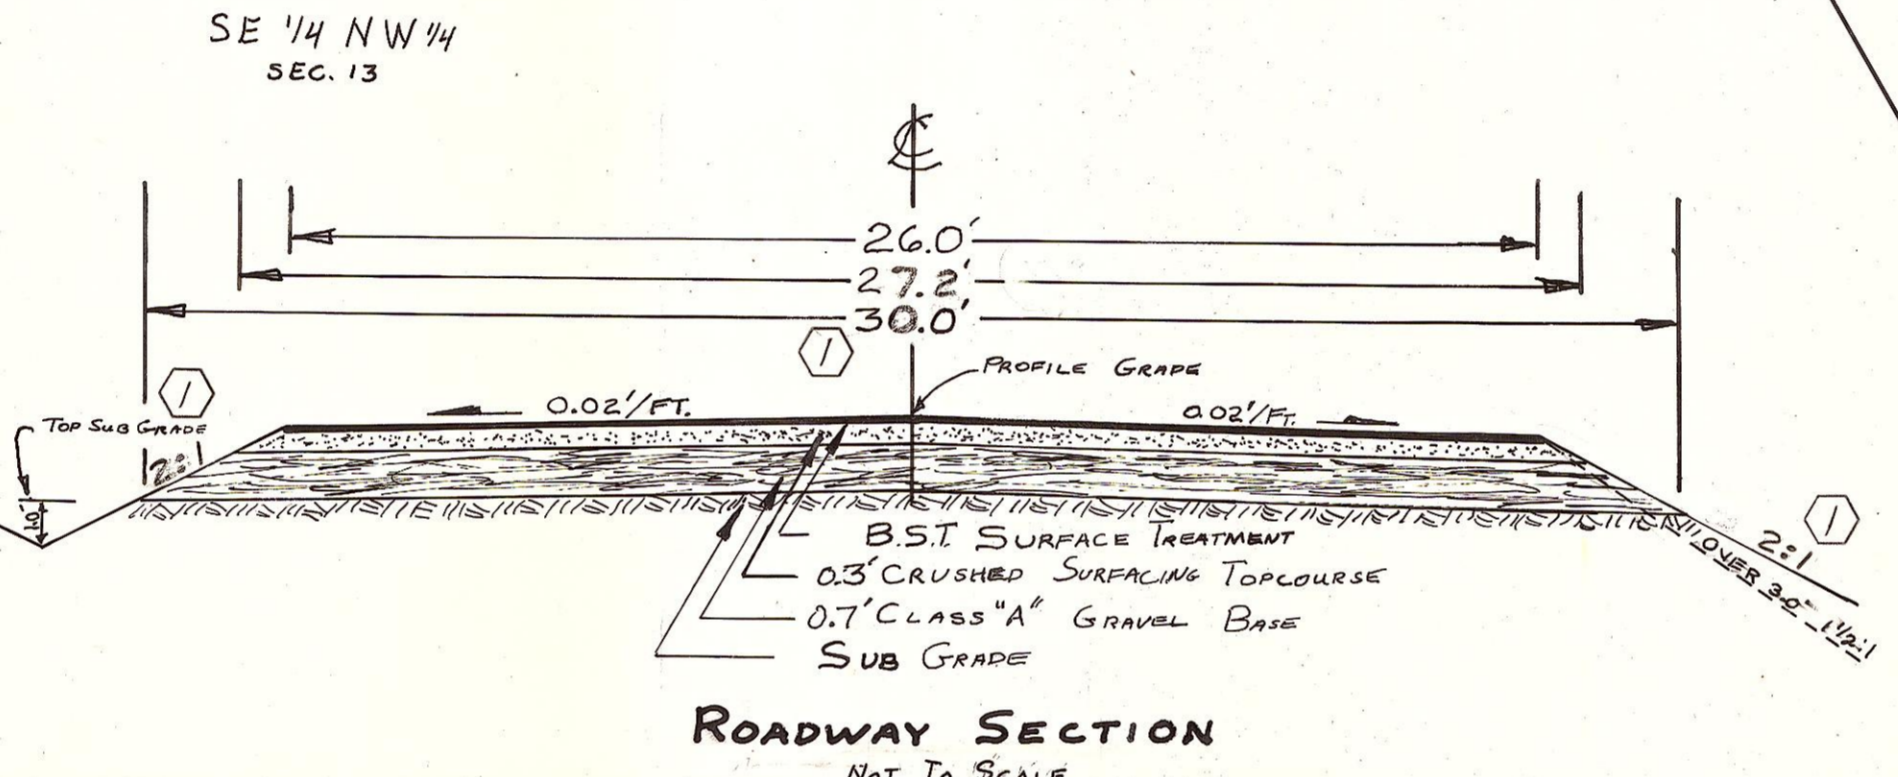 SE 1/4 NW 1/4
SEC. 13
CL
26.0'
27.2'
30.0'
1
PROFILE GRADE
1
0.02'/FT.
0.02'/FT.
TOP SUB GRADE
2:1
1.0'
1
2:1
OVER 3.0' 1 1/2:1
B.S.T. SURFACE TREATMENT
0.3' CRUSHED SURFACING TOPCOURSE
0.7' CLASS "A" GRAVEL BASE
SUB GRADE
ROADWAY SECTION
NOT TO SCALE